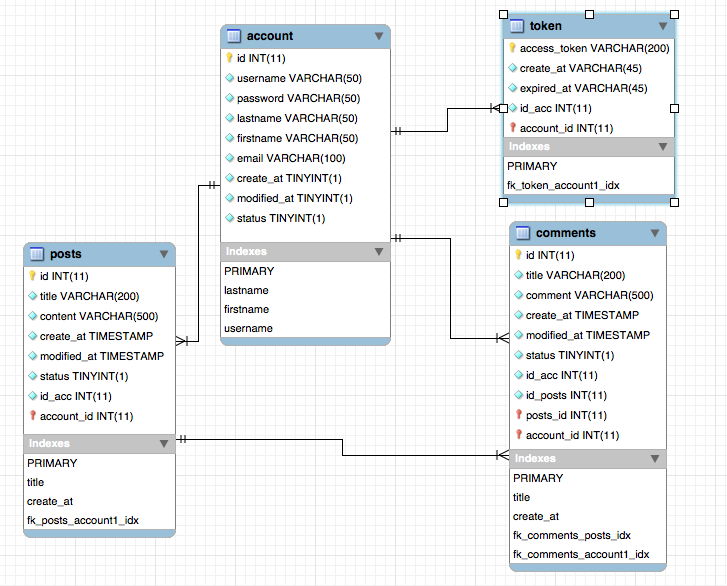 account
id INT(11)
username VARCHAR(50)
password VARCHAR(50)
lastname VARCHAR(50)
firstname VARCHAR(50)
email VARCHAR(100)
create_at TINYINT(1)
modified_at TINYINT(1)
status TINYINT(1)
Indexes
PRIMARY
lastname
firstname
username
token
access_token VARCHAR(200)
create_at VARCHAR(45)
expired_at VARCHAR(45)
id_acc INT(11)
account_id INT(11)
Indexes
PRIMARY
fk_token_account1_idx
posts
id INT(11)
title VARCHAR(200)
content VARCHAR(500)
create_at TIMESTAMP
modified_at TIMESTAMP
status TINYINT(1)
id_acc INT(11)
account_id INT(11)
Indexes
PRIMARY
title
create_at
fk_posts_account1_idx
comments
id INT(11)
title VARCHAR(200)
comment VARCHAR(500)
create_at TIMESTAMP
modified_at TIMESTAMP
status TINYINT(1)
id_acc INT(11)
id_posts INT(11)
posts_id INT(11)
account_id INT(11)
Indexes
PRIMARY
title
create_at
fk_comments_posts_idx
fk_comments_account1_idx